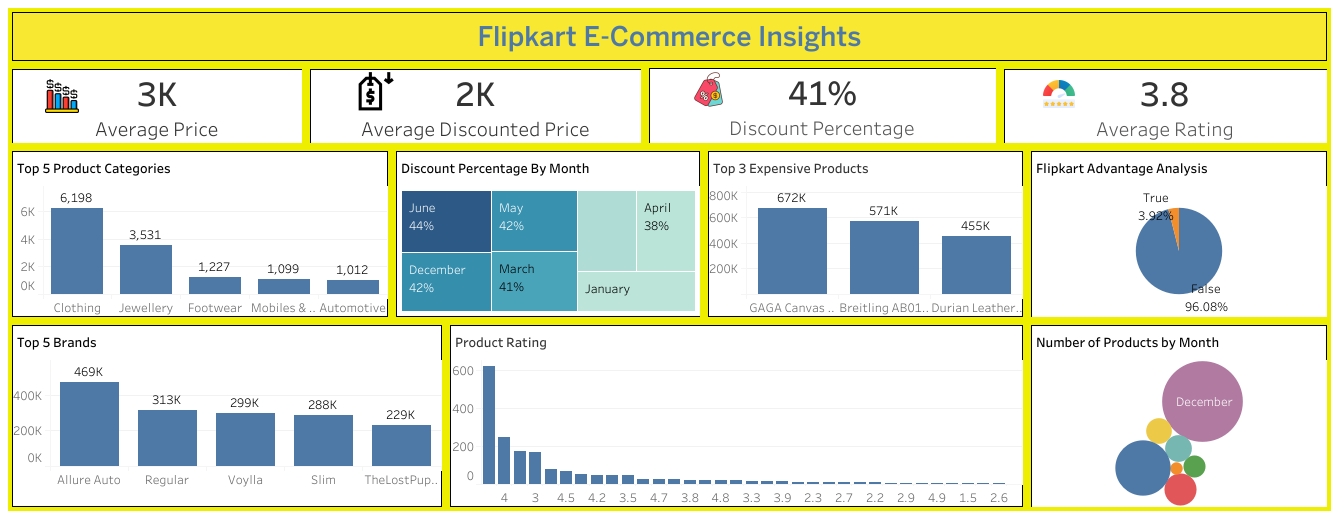 Flipkart E-Commerce Insights
3K
Average Price
2K
Average Discounted Price
41%
Discount Percentage
3.8
Average Rating
Top 5 Product Categories
6,198
3,531
1,227
1,099
1,012
6K
4K
2K
0K
Clothing
Jewellery
Footwear
Mobiles & ..
Automotive
Discount Percentage By Month
June
44%
May
42%
April
38%
December
42%
March
41%
January
Top 3 Expensive Products
800K
600K
400K
200K
672K
571K
455K
GAGA Canvas ..
Breitling AB01..
Durian Leather..
Flipkart Advantage Analysis
True
3.92%
False
96.08%
Top 5 Brands
400K
200K
0K
469K
313K
299K
288K
229K
Allure Auto
Regular
Voylla
Slim
TheLostPup..
Product Rating
600
400
200
0
4
3
4.5
4.2
3.5
4.7
3.8
4.8
3.3
3.9
2.3
2.7
2.2
2.9
4.9
1.5
2.6
Number of Products by Month
December